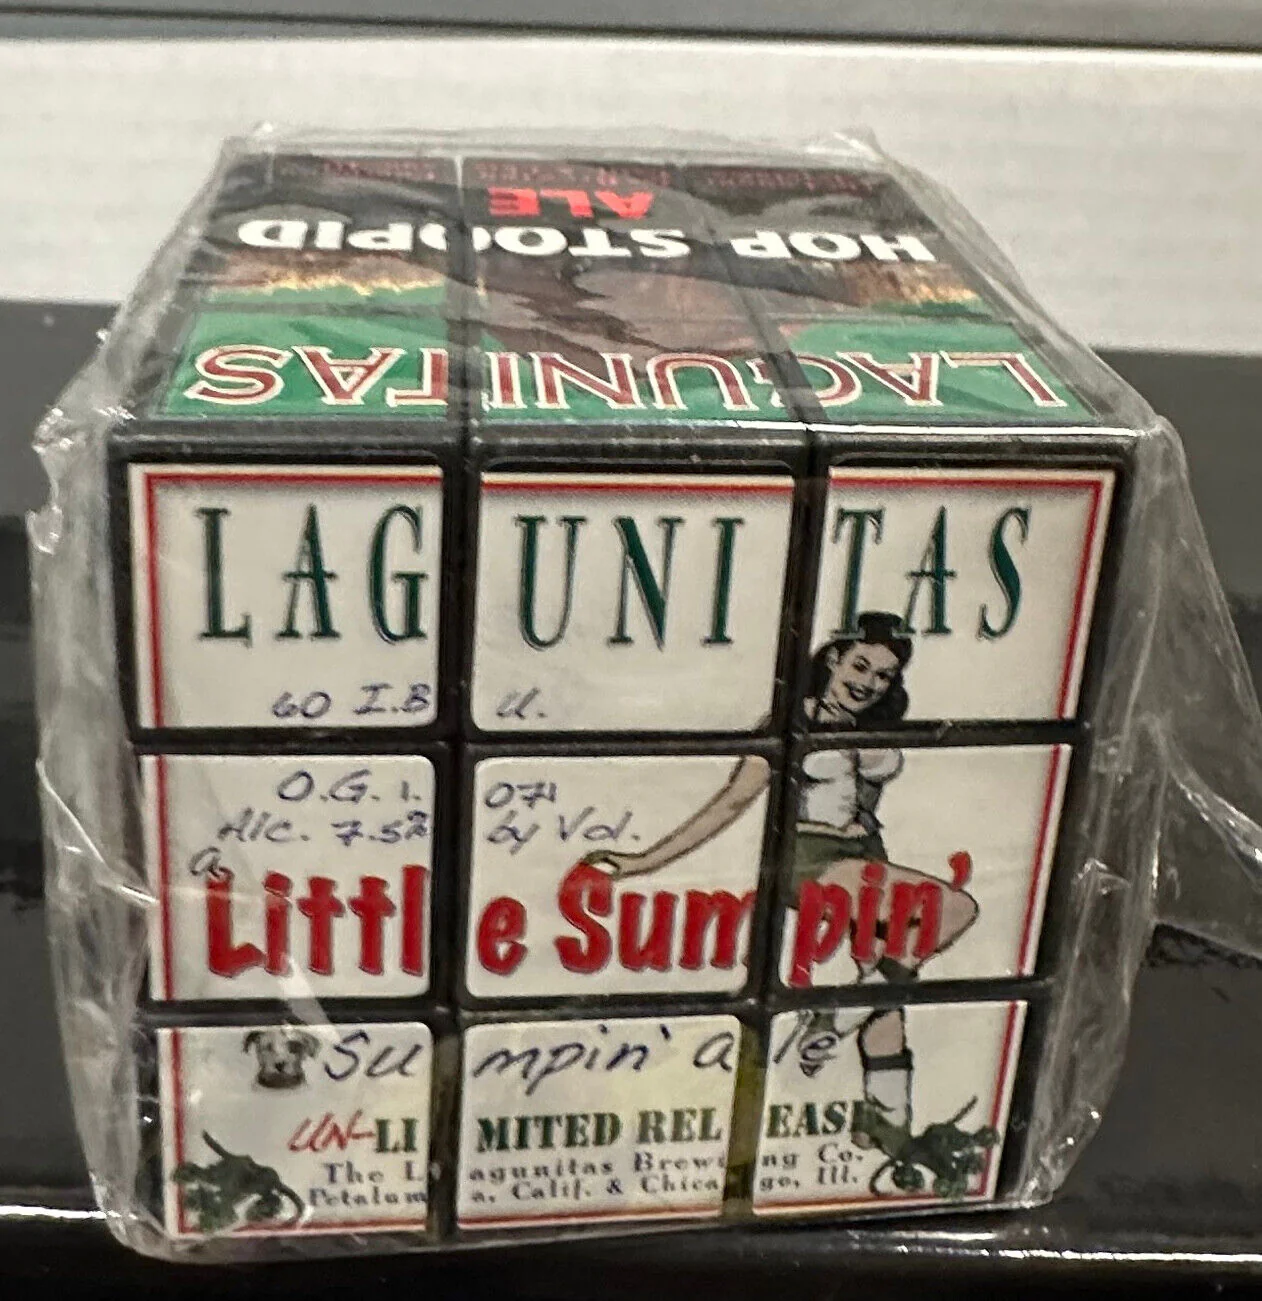 LAGUNITAS
HOP STOOPID
ALE
LAGUNITAS
60 I.B.U.
O.G. 1.071
Alc. 7.5% by Vol.
a Little Sumpin'
Sumpin' ale
UN-LIMITED RELEASE
The Lagunitas Brewing Co.
Petaluma, Calif. & Chicago, Ill.